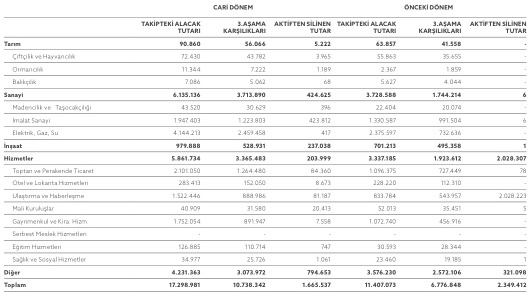 CARİ DÖNEM ÖNCEKİ DÖNEM
TAKİPTEKİ ALACAK TUTARI 3.AŞAMA KARŞILIKLARI AKTİFTEN SİLİNEN TUTAR TAKİPTEKİ ALACAK TUTARI 3.AŞAMA KARŞILIKLARI AKTİFTEN SİLİNEN TUTAR
Tarım 90.860 56.066 5.222 63.857 41.558 -
Çiftçilik ve Hayvancılık 72.430 43.782 3.965 55.863 35.655 -
Ormancılık 11.344 7.222 1.189 2.367 1.859 -
Balıkçılık 7.086 5.062 68 5.627 4.044 -
Sanayi 6.135.136 3.713.890 424.625 3.728.588 1.744.214 6
Madencilik ve Taşocakçılığı 43.520 30.629 396 22.404 20.074 -
İmalat Sanayi 1.947.403 1.223.803 423.812 1.330.587 991.504 6
Elektrik, Gaz, Su 4.144.213 2.459.458 417 2.375.597 732.636 -
İnşaat 979.888 528.931 237.038 701.213 495.358 1
Hizmetler 5.861.734 3.365.483 203.999 3.337.185 1.923.612 2.028.307
Toptan ve Perakende Ticaret 2.101.050 1.264.480 84.360 1.096.375 727.449 78
Otel ve Lokanta Hizmetleri 283.413 152.050 8.673 228.220 112.310 -
Ulaştırma ve Haberleşme 1.522.446 888.986 81.187 833.784 543.957 2.028.223
Mali Kuruluşlar 40.909 31.580 20.413 52.013 35.451 5
Gayrimenkul ve Kira. Hizm. 1.752.054 891.947 7.558 1.072.740 456.916 -
Serbest Meslek Hizmetleri - - - - - -
Eğitim Hizmetleri 126.885 110.714 747 30.593 28.344 -
Sağlık ve Sosyal Hizmetler 34.977 25.726 1.061 23.460 19.185 1
Diğer 4.231.363 3.073.972 794.653 3.576.230 2.572.106 321.098
Toplam 17.298.981 10.738.342 1.665.537 11.407.073 6.776.848 2.349.412